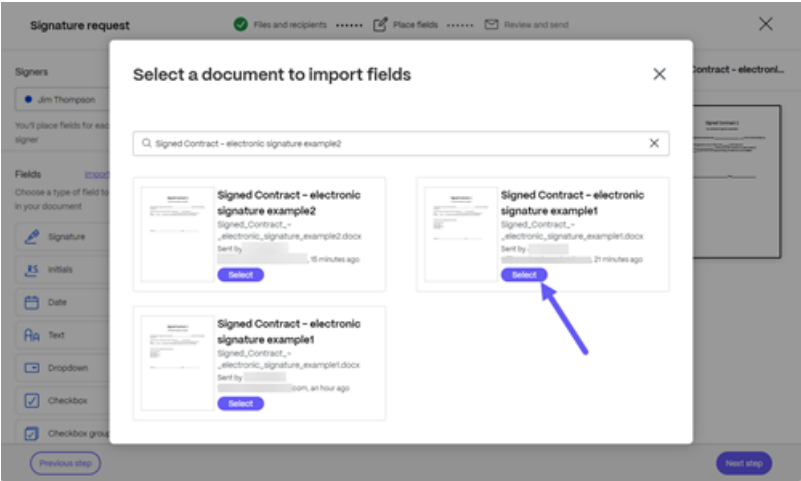 Signature request
Files and recipients
Place fields
Review and send
Signers
Jim Thompson
You'll place fields for eac
signer
Fields Import
Choose a type of field to
in your document
Signature
Initials
Date
Text
Dropdown
Checkbox
Checkbox group
Previous step
Next step
Contract – electroni...
Select a document to import fields
Signed Contract – electronic signature example2
Signed Contract – electronic
signature example2
Signed_Contract_–
_electronic_signature_example2.docx
Sent by
, 15 minutes ago
Select
Signed Contract – electronic
signature example1
Signed_Contract_–
_electronic_signature_example1.docx
Sent by
, 21 minutes ago
Select
Signed Contract – electronic
signature example1
Signed_Contract_–
_electronic_signature_example1.docx
Sent by
com, an hour ago
Select